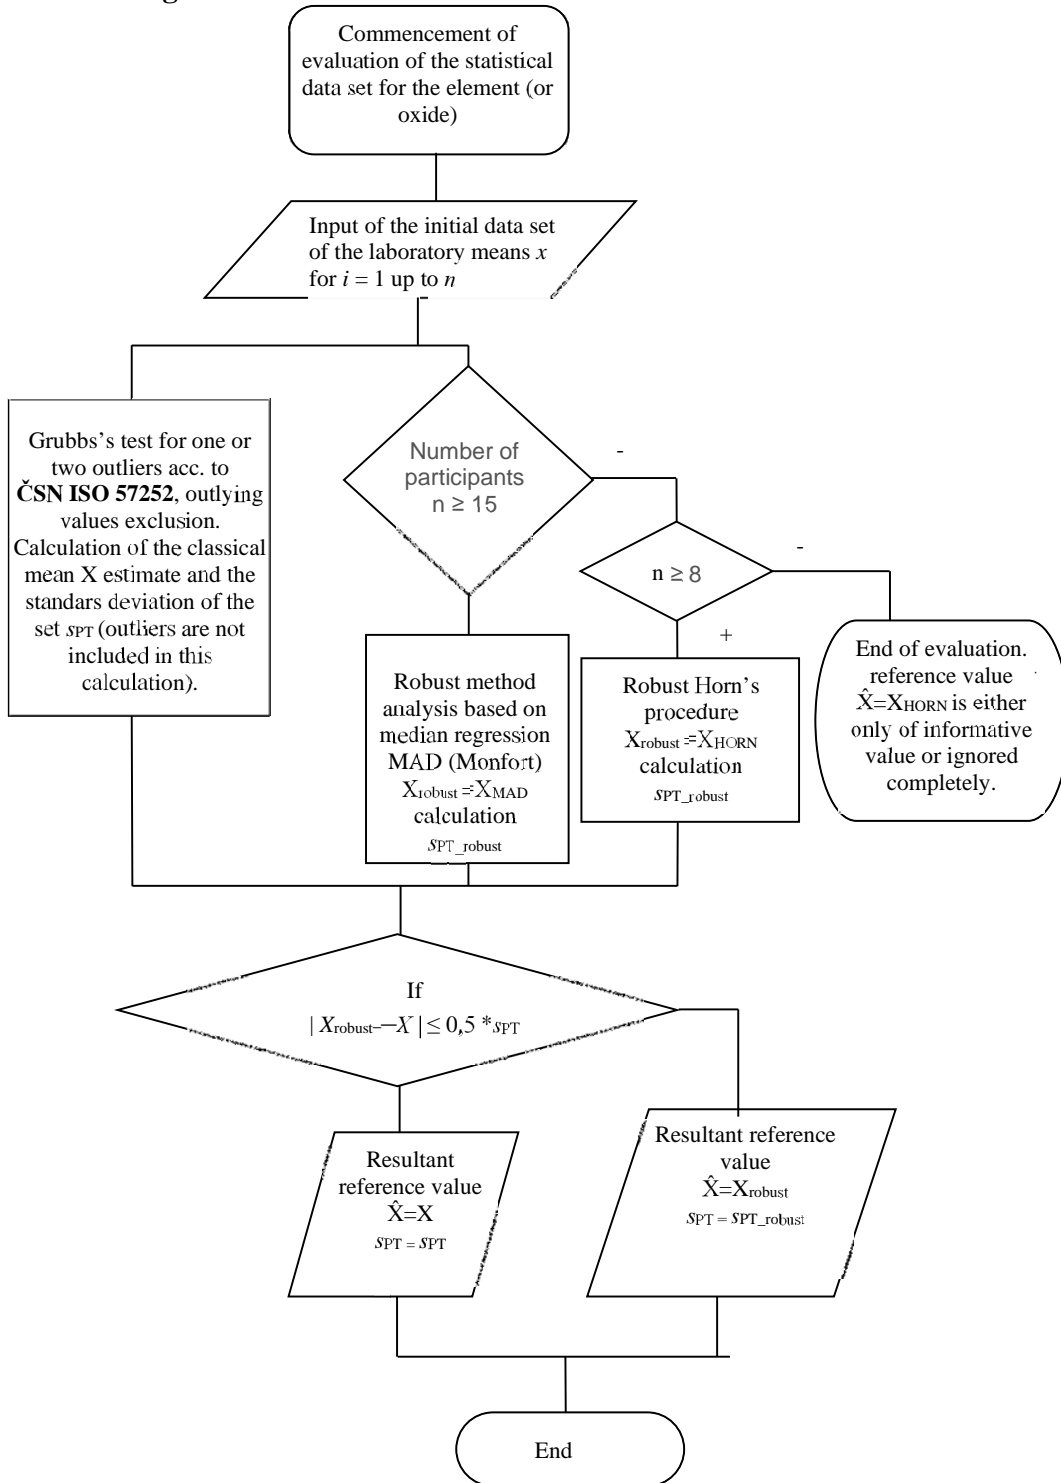 Commencement of
evaluation of the statistical
data set for the element (or
oxide)
Input of the initial data set
of the laboratory means x
for i = 1 up to n
Grubbs's test for one or
two outliers acc. to
ČSN ISO 57252, outlying
values exclusion.
Calculation of the classical
mean X estimate and the
standars deviation of the
set sPT (outliers are not
included in this
calculation).
Number of
participants
n ≥ 15
-
n ≥ 8
-
+
Robust method
analysis based on
median regression
MAD (Monfort)
Xrobust =XMAD
calculation
sPT_robust
Robust Horn's
procedure
Xrobust =XHORN
calculation
sPT_robust
End of evaluation.
reference value
X̂=XHORN is either
only of informative
value or ignored
completely.
If
| Xrobust-–X | ≤ 0,5 *sPT
Resultant
reference value
X̂=X
sPT = sPT
Resultant reference
value
X̂=Xrobust
sPT = sPT_robust
End